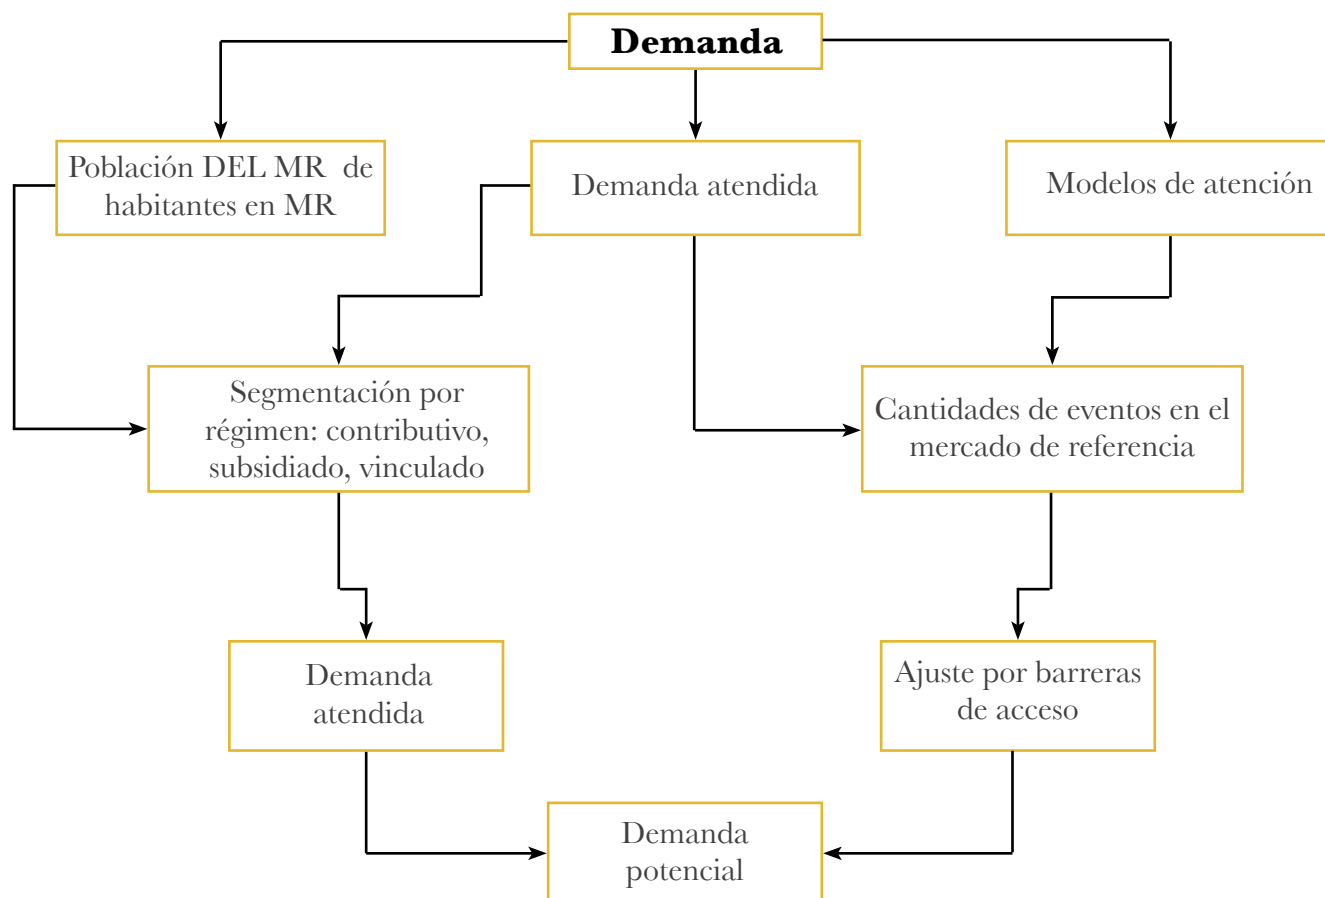 Demanda
Población DEL MR  de
habitantes en MR
Demanda atendida
Modelos de atención
Segmentación por
régimen: contributivo,
subsidiado, vinculado
Cantidades de eventos en el
mercado de referencia
Demanda
atendida
Ajuste por barreras
de acceso
Demanda
potencial